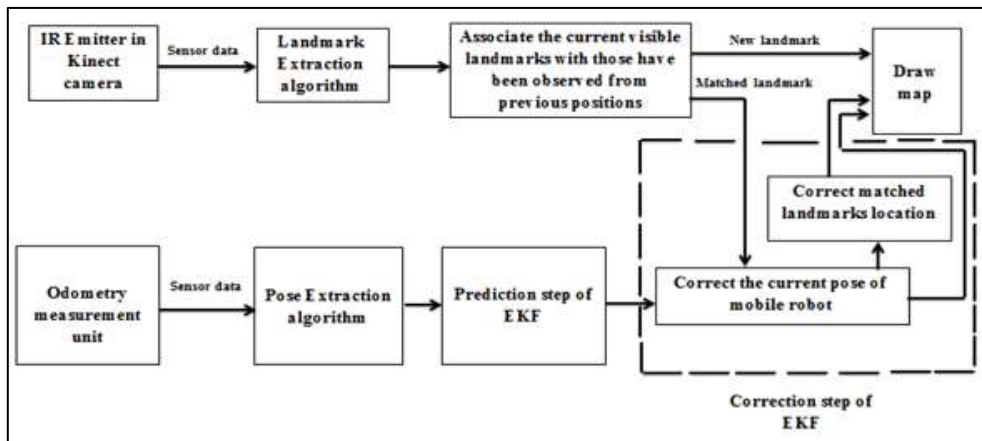 IR Emitter in
Kinect
camera
Sensor data
Landmark
Extraction
algorithm
Associate the current visible
landmarks with those have
been observed from
previous positions
New landmark
Matched landmark
Draw
map
Correct matched
landmarks location
Odometry
measurement
unit
Sensor data
Pose Extraction
algorithm
Prediction step of
EKF
Correct the current pose of
mobile robot
Correction step of
EKF